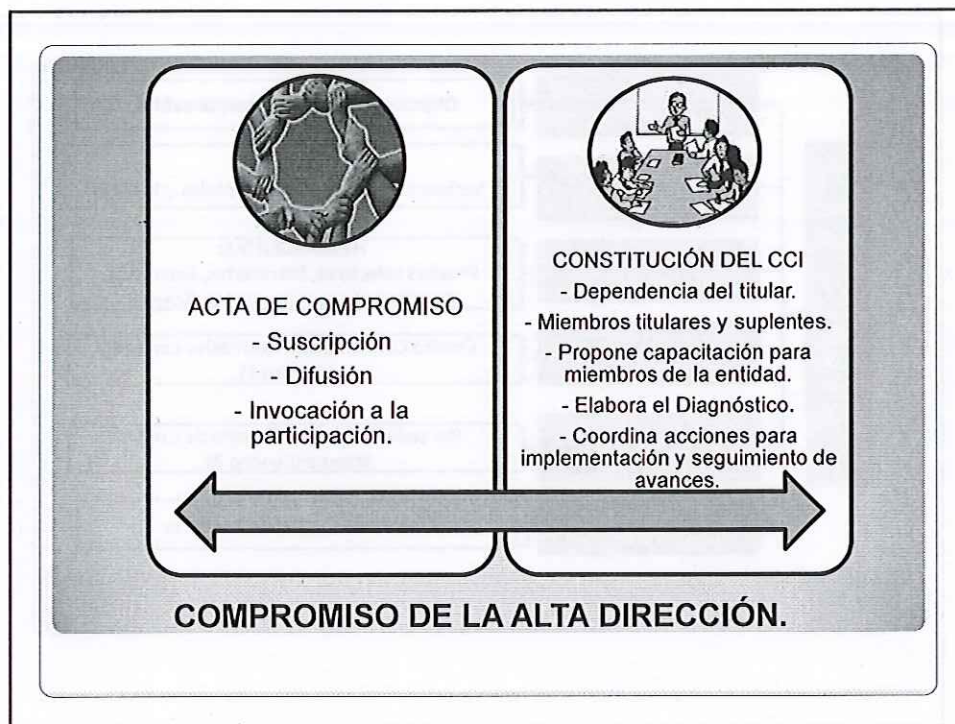 ACTA DE COMPROMISO
- Suscripción
- Difusión
- Invocación a la
participación.
CONSTITUCIÓN DEL CCI
- Dependencia del titular.
- Miembros titulares y suplentes.
- Propone capacitación para
miembros de la entidad.
- Elabora el Diagnóstico.
- Coordina acciones para
implementación y seguimiento de
avances.
COMPROMISO DE LA ALTA DIRECCIÓN.